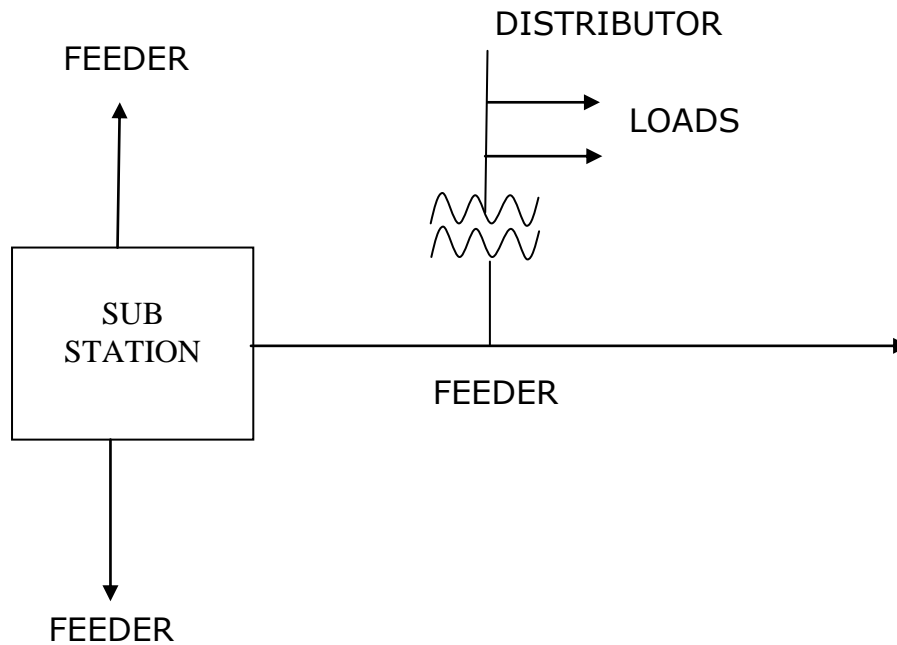 DISTRIBUTOR
FEEDER
LOADS
SUB
STATION
FEEDER
FEEDER